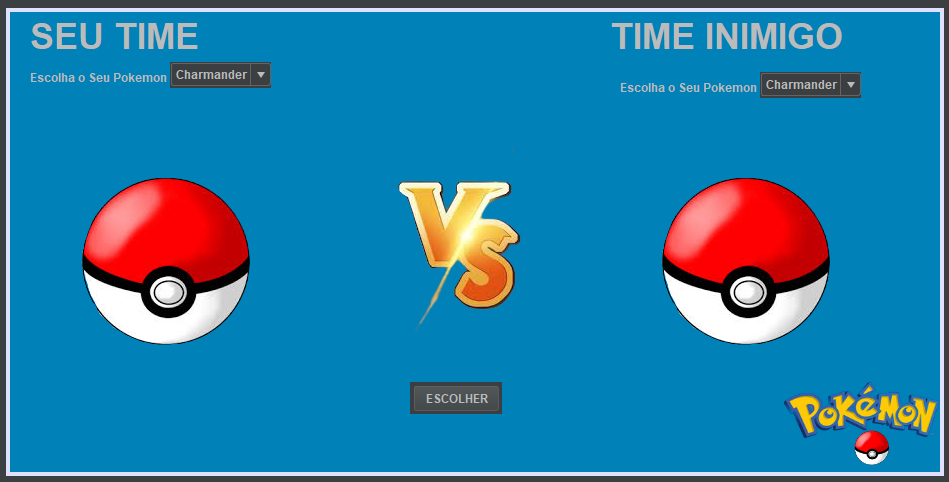 SEU TIME
TIME INIMIGO
Escolha o Seu Pokemon Charmander
Escolha o Seu Pokemon Charmander
VS
ESCOLHER
POKéMON